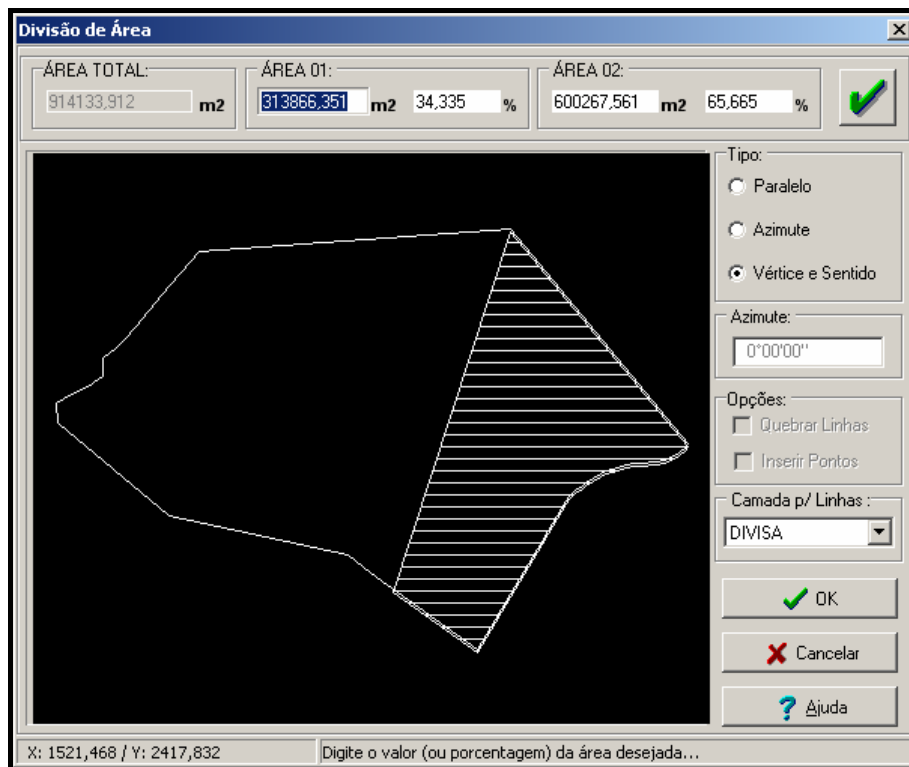 Divisão de Área
ÁREA TOTAL:
914133,912 m2
ÁREA 01:
313866,351 m2 34,335 %
ÁREA 02:
600267,561 m2 65,665 %
Tipo:
Paralelo
Azimute
Vértice e Sentido
Azimute:
0°00'00"
Opções:
Quebrar Linhas
Inserir Pontos
Camada p/ Linhas :
DIVISA
OK
Cancelar
Ajuda
X: 1521,468 / Y: 2417,832
Digite o valor (ou porcentagem) da área desejada...